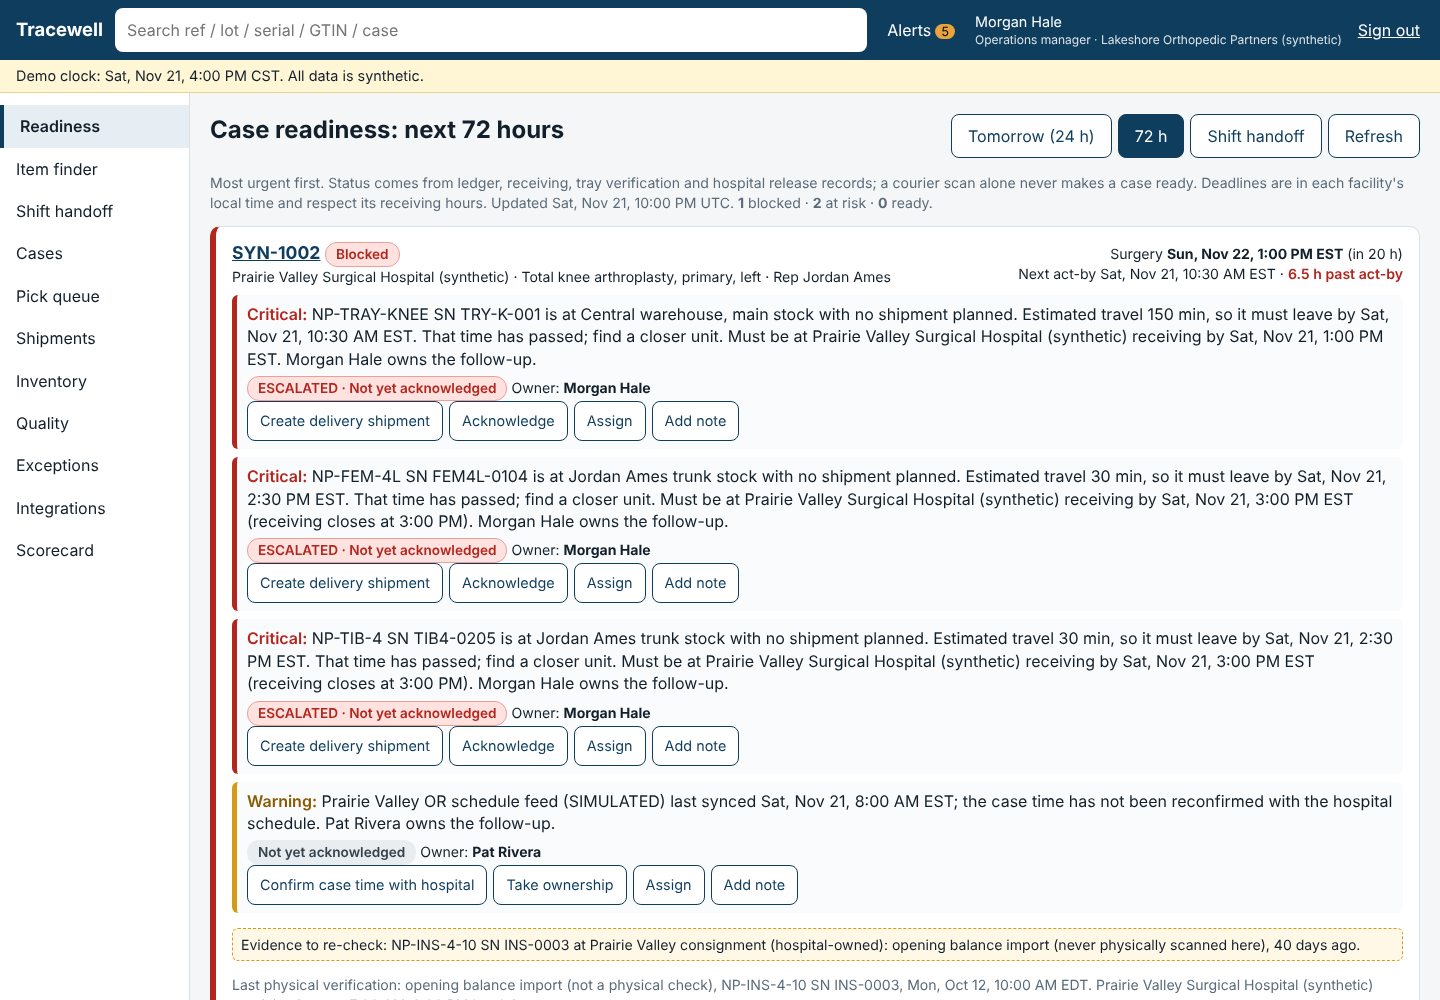 Tracewell
Search ref / lot / serial / GTIN / case
Alerts 5
Morgan Hale
Operations manager · Lakeshore Orthopedic Partners (synthetic)
Sign out
Demo clock: Sat, Nov 21, 4:00 PM CST. All data is synthetic.
Readiness
Item finder
Shift handoff
Cases
Pick queue
Shipments
Inventory
Quality
Exceptions
Integrations
Scorecard
Case readiness: next 72 hours
Tomorrow (24 h)
72 h
Shift handoff
Refresh
Most urgent first. Status comes from ledger, receiving, tray verification and hospital release records; a courier scan alone never makes a case ready. Deadlines are in each facility's
local time and respect its receiving hours. Updated Sat, Nov 21, 10:00 PM UTC. 1 blocked · 2 at risk · 0 ready.
SYN-1002 Blocked
Prairie Valley Surgical Hospital (synthetic) · Total knee arthroplasty, primary, left · Rep Jordan Ames
Surgery Sun, Nov 22, 1:00 PM EST (in 20 h)
Next act-by Sat, Nov 21, 10:30 AM EST · 6.5 h past act-by
Critical: NP-TRAY-KNEE SN TRY-K-001 is at Central warehouse, main stock with no shipment planned. Estimated travel 150 min, so it must leave by Sat,
Nov 21, 10:30 AM EST. That time has passed; find a closer unit. Must be at Prairie Valley Surgical Hospital (synthetic) receiving by Sat, Nov 21, 1:00 PM
EST. Morgan Hale owns the follow-up.
ESCALATED · Not yet acknowledged Owner: Morgan Hale
Create delivery shipment
Acknowledge
Assign
Add note
Critical: NP-FEM-4L SN FEM4L-0104 is at Jordan Ames trunk stock with no shipment planned. Estimated travel 30 min, so it must leave by Sat, Nov 21,
2:30 PM EST. That time has passed; find a closer unit. Must be at Prairie Valley Surgical Hospital (synthetic) receiving by Sat, Nov 21, 3:00 PM EST
(receiving closes at 3:00 PM). Morgan Hale owns the follow-up.
ESCALATED · Not yet acknowledged Owner: Morgan Hale
Create delivery shipment
Acknowledge
Assign
Add note
Critical: NP-TIB-4 SN TIB4-0205 is at Jordan Ames trunk stock with no shipment planned. Estimated travel 30 min, so it must leave by Sat, Nov 21, 2:30
PM EST. That time has passed; find a closer unit. Must be at Prairie Valley Surgical Hospital (synthetic) receiving by Sat, Nov 21, 3:00 PM EST
(receiving closes at 3:00 PM). Morgan Hale owns the follow-up.
ESCALATED · Not yet acknowledged Owner: Morgan Hale
Create delivery shipment
Acknowledge
Assign
Add note
Warning: Prairie Valley OR schedule feed (SIMULATED) last synced Sat, Nov 21, 8:00 AM EST; the case time has not been reconfirmed with the hospital
schedule. Pat Rivera owns the follow-up.
Not yet acknowledged Owner: Pat Rivera
Confirm case time with hospital
Take ownership
Assign
Add note
Evidence to re-check: NP-INS-4-10 SN INS-0003 at Prairie Valley consignment (hospital-owned): opening balance import (never physically scanned here), 40 days ago.
Last physical verification: opening balance import (not a physical check), NP-INS-4-10 SN INS-0003, Mon, Oct 12, 10:00 AM EDT. Prairie Valley Surgical Hospital (synthetic)